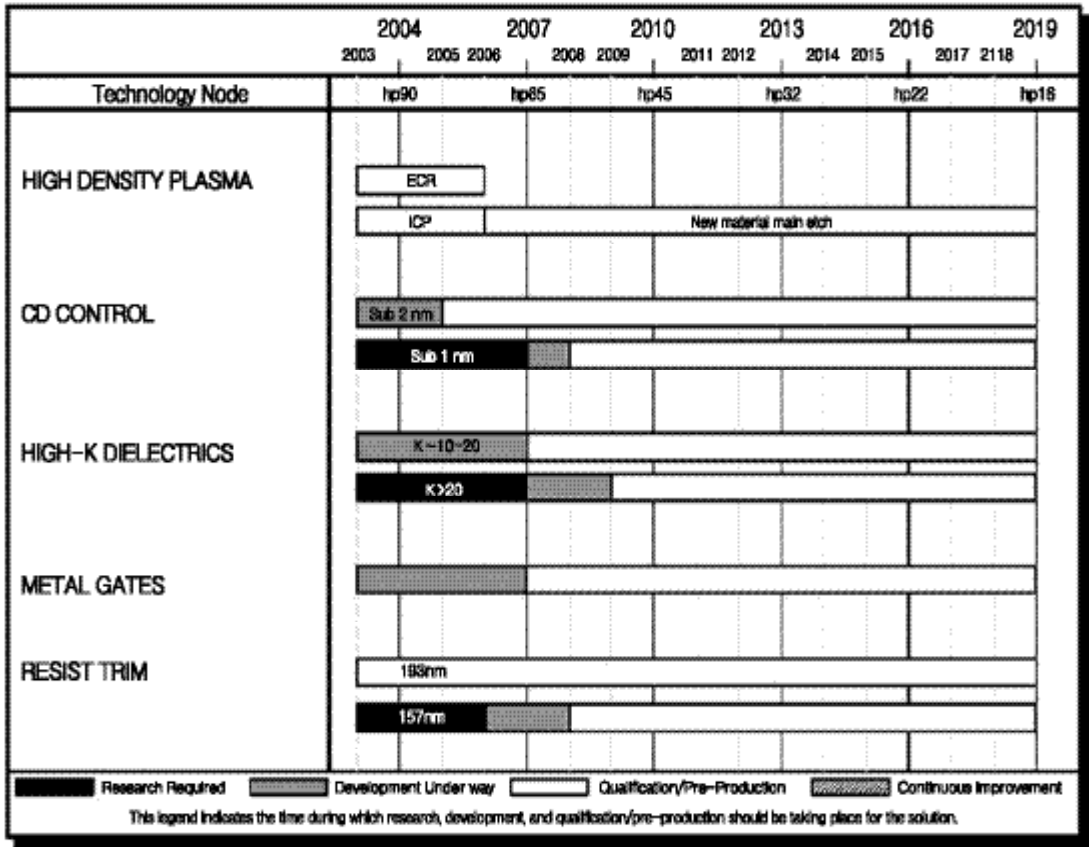 2004 2007 2010 2013 2016 2019
2003 2005 2006 2008 2009 2011 2012 2014 2015 2017 2118
Technology Node hp90 hp65 hp45 hp32 hp22 hp16
HIGH DENSITY PLASMA ECR
ICP New material main etch
CD CONTROL Sub 2 nm
Sub 1 nm
HIGH-K DIELECTRICS K~10-20
K>20
METAL GATES
RESIST TRIM 193nm
157nm
Research Required Development Under way Qualification/Pre-Production Continuous Improvement
This legend indicates the time during which research, development, and qualification/pre-production should be taking place for the solution.